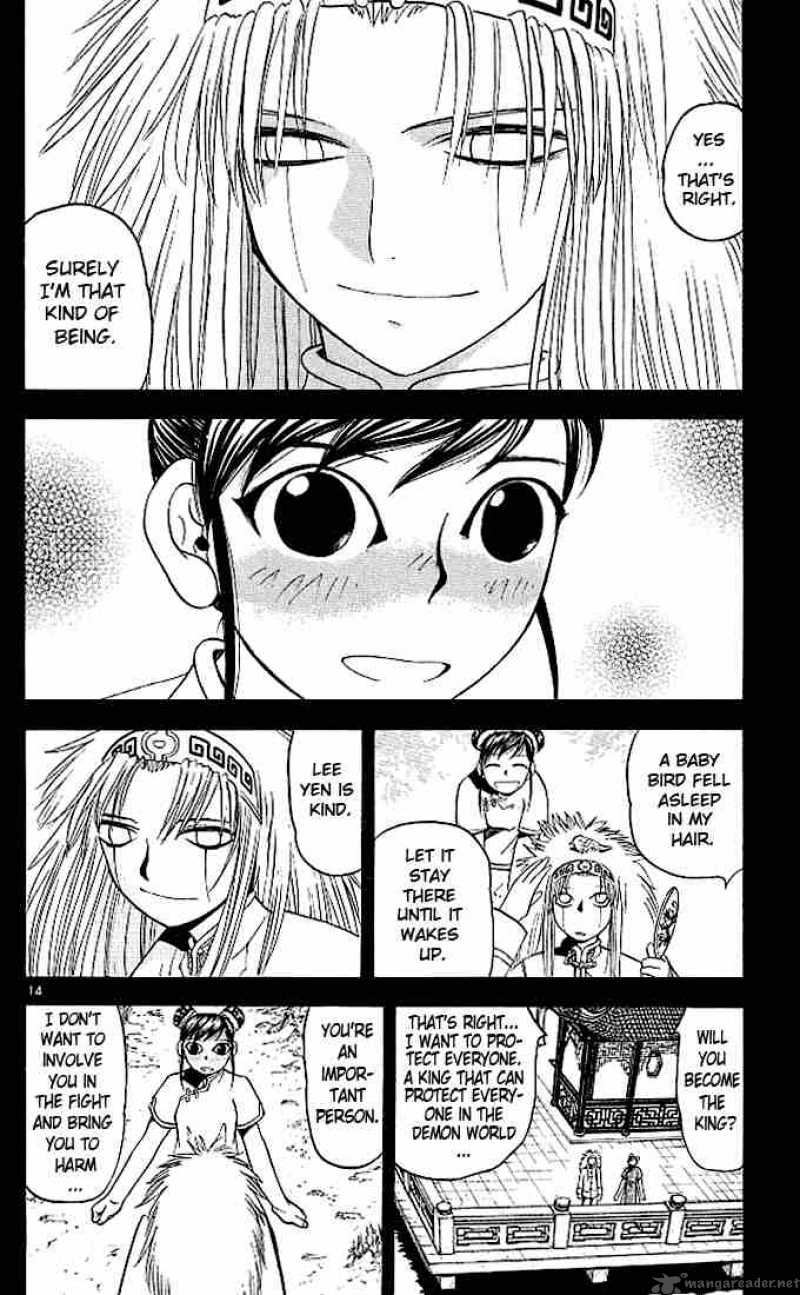 YES
...
THAT'S
RIGHT.
SURELY
I'M THAT
KIND OF
BEING.
A BABY
BIRD FELL
ASLEEP
IN MY
HAIR.
LET IT
STAY
THERE
UNTIL IT
WAKES
UP.
LEE
YEN IS
KIND.
14
WILL
YOU
BECOME
THE
KING?
THAT'S RIGHT...
I WANT TO PRO-
TECT EVERYONE.
A KING THAT CAN
PROTECT EVERY-
ONE IN THE
DEMON WORLD
...
YOU'RE
AN
IMPOR-
TANT
PERSON.
I DON'T
WANT TO
INVOLVE
YOU IN
THE FIGHT
AND BRING
YOU TO
HARM
...
mangareader.net